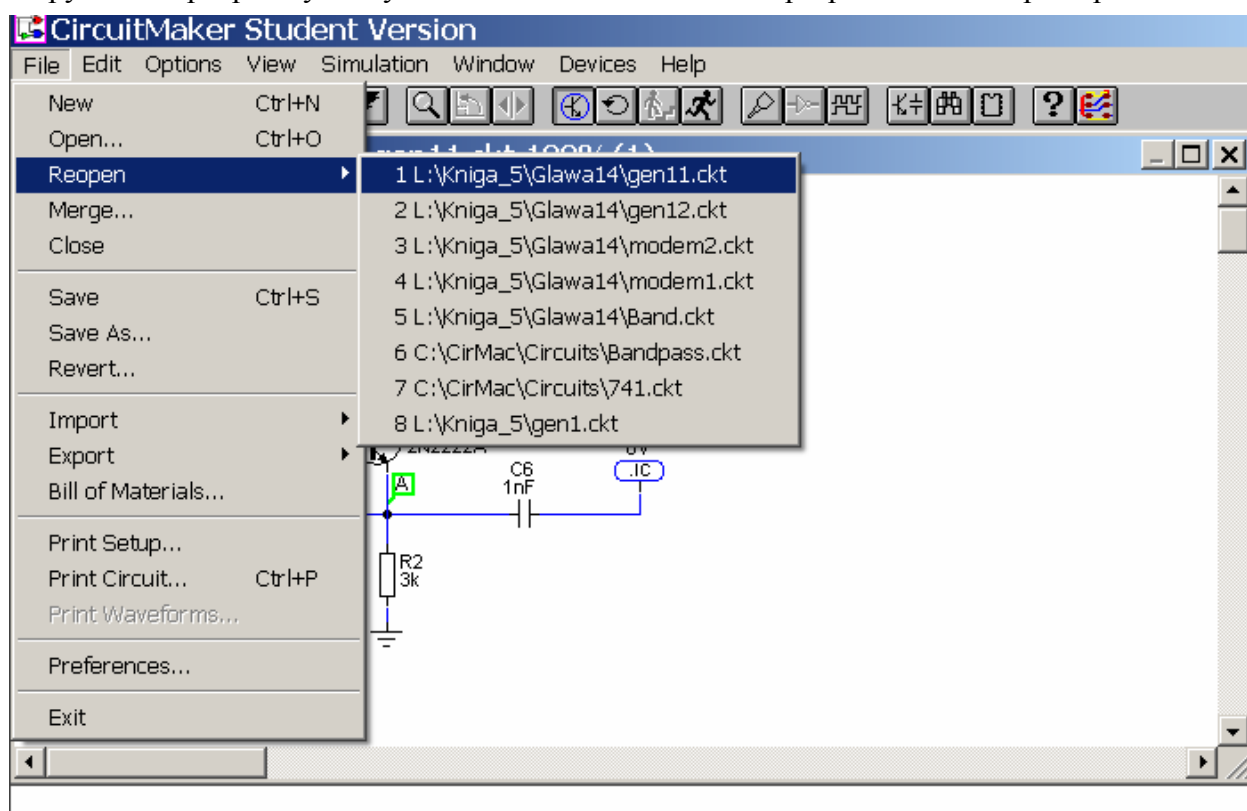 CircuitMaker Student Version
File Edit Options View Simulation Window Devices Help
New Ctrl+N
Open... Ctrl+O
Reopen
Merge...
Close
Save Ctrl+S
Save As...
Revert...
Import
Export
Bill of Materials...
Print Setup...
Print Circuit... Ctrl+P
Print Waveforms...
Preferences...
Exit
1 L:\Kniga_5\Glawa14\gen11.ckt
2 L:\Kniga_5\Glawa14\gen12.ckt
3 L:\Kniga_5\Glawa14\modem2.ckt
4 L:\Kniga_5\Glawa14\modem1.ckt
5 L:\Kniga_5\Glawa14\Band.ckt
6 C:\CirMac\Circuits\Bandpass.ckt
7 C:\CirMac\Circuits\741.ckt
8 L:\Kniga_5\gen1.ckt
2N2222A
A
C6
1nF
.IC
R2
3k